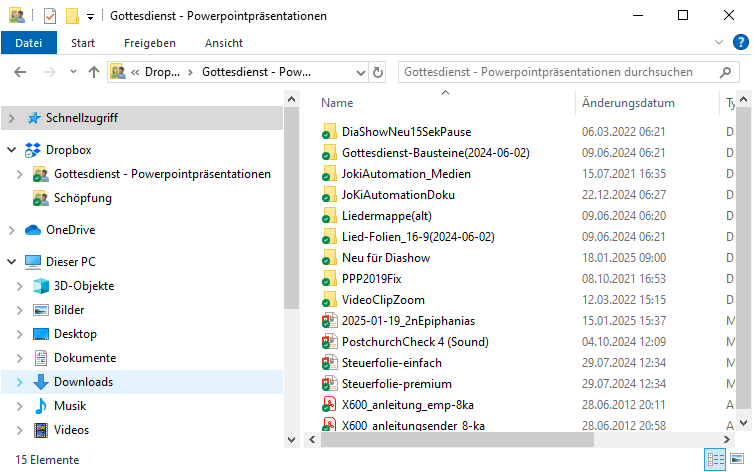 Gottesdienst - Powerpointpräsentationen
Datei Start Freigeben Ansicht
« Drop... Gottesdienst - Pow... Gottesdienst - Powerpointpräsentationen durchsuchen
Schnellzugriff
Dropbox
Gottesdienst - Powerpointpräsentationen
Schöpfung
OneDrive
Dieser PC
3D-Objekte
Bilder
Desktop
Dokumente
Downloads
Musik
Videos
Name Änderungsdatum Ty
DiaShowNeu15SekPause 06.03.2022 06:21 D
Gottesdienst-Bausteine(2024-06-02) 09.06.2024 06:21 D
JokiAutomation_Medien 15.07.2021 16:35 D
JoKiAutomationDoku 22.12.2024 06:27 D
Liedermappe(alt) 09.06.2024 06:20 D
Lied-Folien_16-9(2024-06-02) 09.06.2024 06:21 D
Neu für Diashow 18.01.2025 09:00 D
PPP2019Fix 08.10.2021 16:53 D
VideoClipZoom 12.03.2022 15:15 D
2025-01-19_2nEpiphanias 15.01.2025 15:37 M
PostchurchCheck 4 (Sound) 04.10.2024 12:09 M
Steuerfolie-einfach 29.07.2024 12:34 M
Steuerfolie-premium 29.07.2024 12:34 M
X600_anleitung_emp-8ka 28.06.2012 20:11 A
X600_anleitungsender_8-ka 28.06.2012 20:58 A
15 Elemente